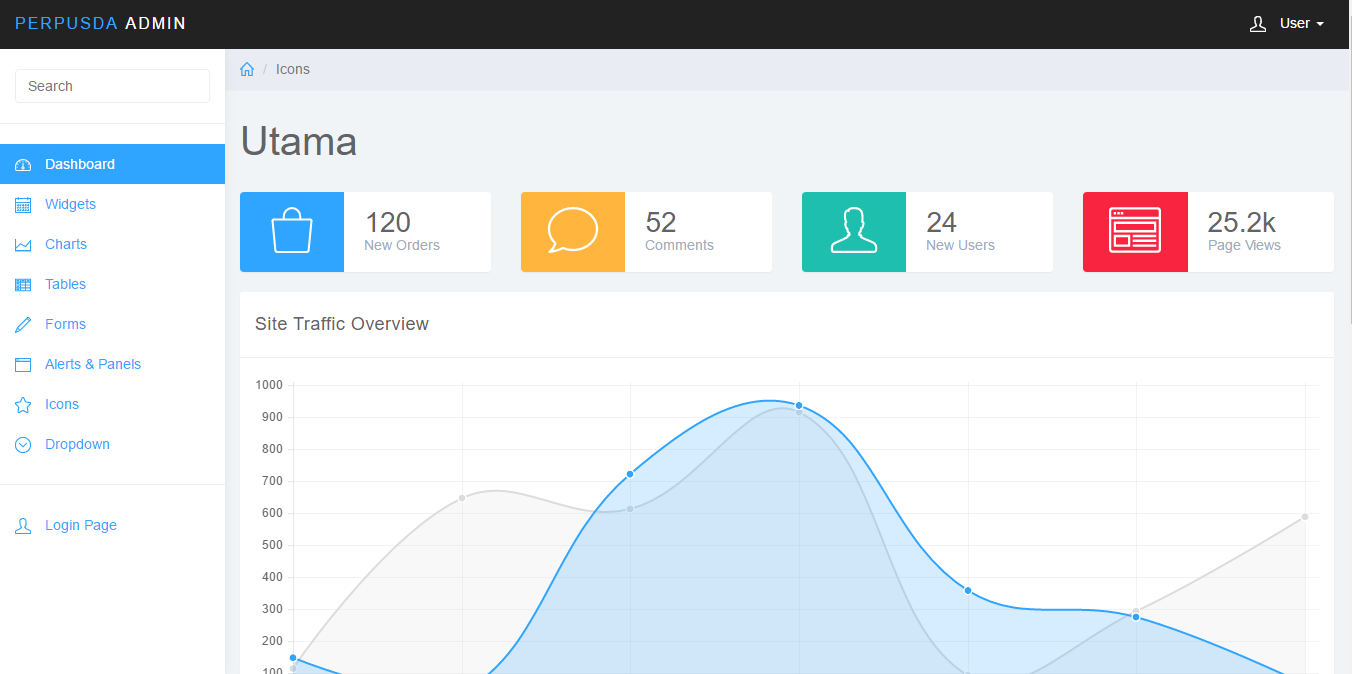 PERPUSDA ADMIN
User
Search
/ Icons
Dashboard
Widgets
Charts
Tables
Forms
Alerts & Panels
Icons
Dropdown
Login Page
Utama
120
New Orders
52
Comments
24
New Users
25.2k
Page Views
Site Traffic Overview
1000
900
800
700
600
500
400
300
200
100